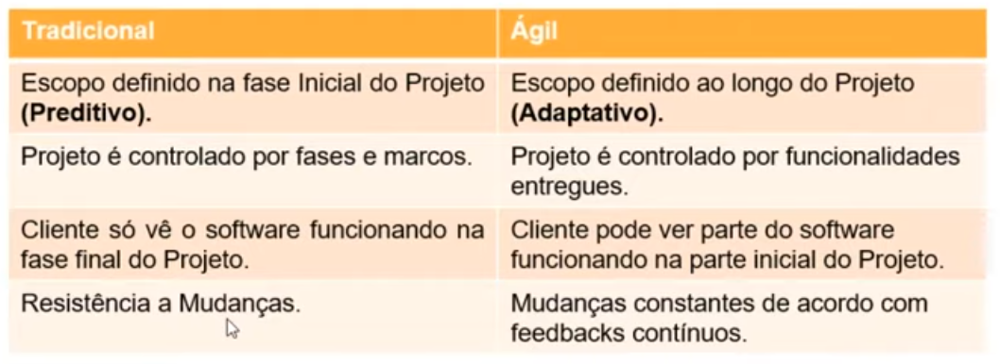 Tradicional
Ágil
Escopo definido na fase Inicial do Projeto
(Preditivo).
Escopo definido ao longo do Projeto
(Adaptativo).
Projeto é controlado por fases e marcos.
Projeto é controlado por funcionalidades
entregues.
Cliente só vê o software funcionando na
fase final do Projeto.
Cliente pode ver parte do software
funcionando na parte inicial do Projeto.
Resistência a Mudanças.
Mudanças constantes de acordo com
feedbacks contínuos.